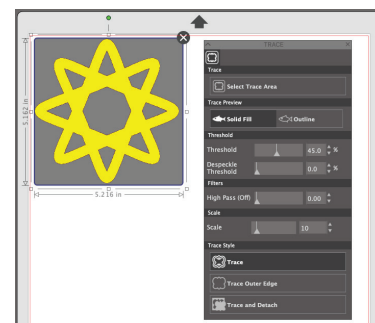 TRACE
Trace
Select Trace Area
Trace Preview
Solid Fill Outline
Threshold
Threshold 45.0 %
Despeckle
Threshold 0.0 %
Filters
High Pass (Off) 0.00
Scale
Scale 10
Trace Style
Trace
Trace Outer Edge
Trace and Detach
5.162 in
5.216 in